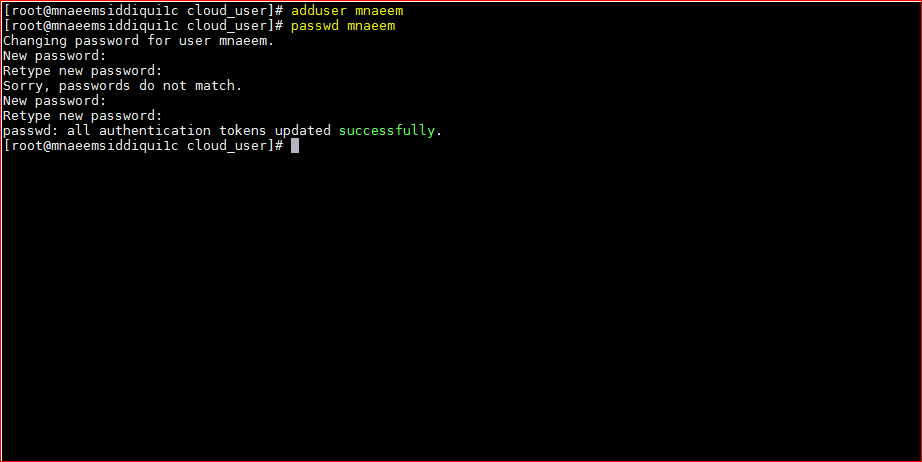 [root@mnaeemsiddiqui1c cloud_user]# adduser mnaeem
[root@mnaeemsiddiqui1c cloud_user]# passwd mnaeem
Changing password for user mnaeem.
New password:
Retype new password:
Sorry, passwords do not match.
New password:
Retype new password:
passwd: all authentication tokens updated successfully.
[root@mnaeemsiddiqui1c cloud_user]#